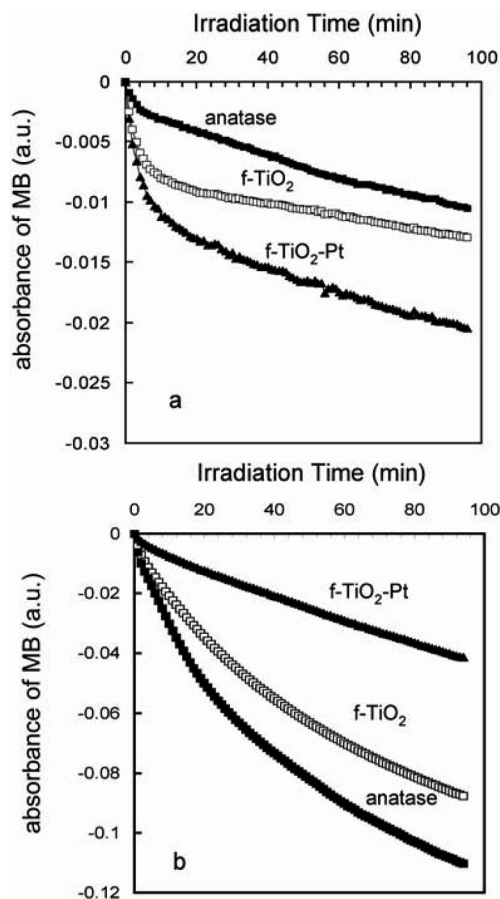 Irradiation Time (min)
0 20 40 60 80 100
absorbance of MB (a.u.)
0
-0.005
-0.01
-0.015
-0.02
-0.025
-0.03
anatase
f-TiO₂
f-TiO₂-Pt
a
Irradiation Time (min)
0 20 40 60 80 100
absorbance of MB (a.u.)
0
-0.02
-0.04
-0.06
-0.08
-0.1
-0.12
f-TiO₂-Pt
f-TiO₂
anatase
b